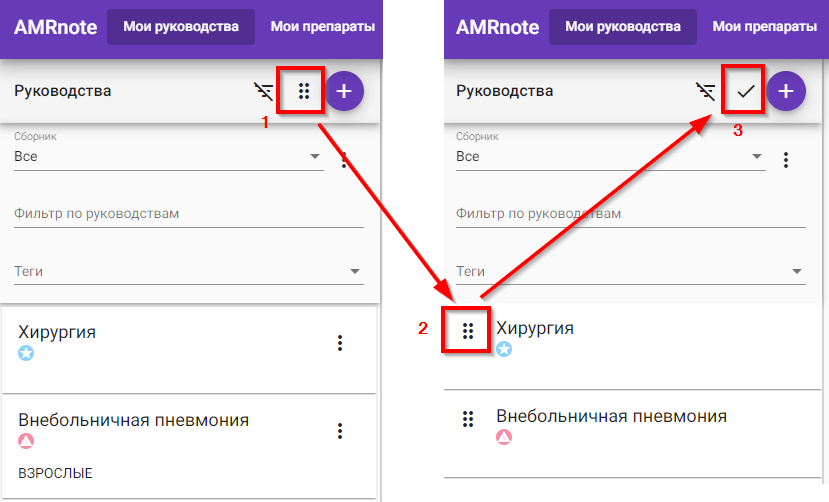 AMRnote Мои руководства Мои препараты
Руководства
1
Сборник
Все
Фильтр по руководствам
Теги
Хирургия
Внебольничная пневмония
ВЗРОСЛЫЕ
AMRnote Мои руководства Мои препараты
Руководства
3
Сборник
Все
Фильтр по руководствам
Теги
2
Хирургия
Внебольничная пневмония